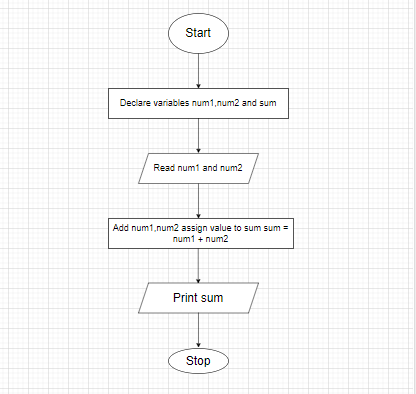 Start
Declare variables num1,num2 and sum
Read num1 and num2
Add num1,num2 assign value to sum sum =
num1 + num2
Print sum
Stop